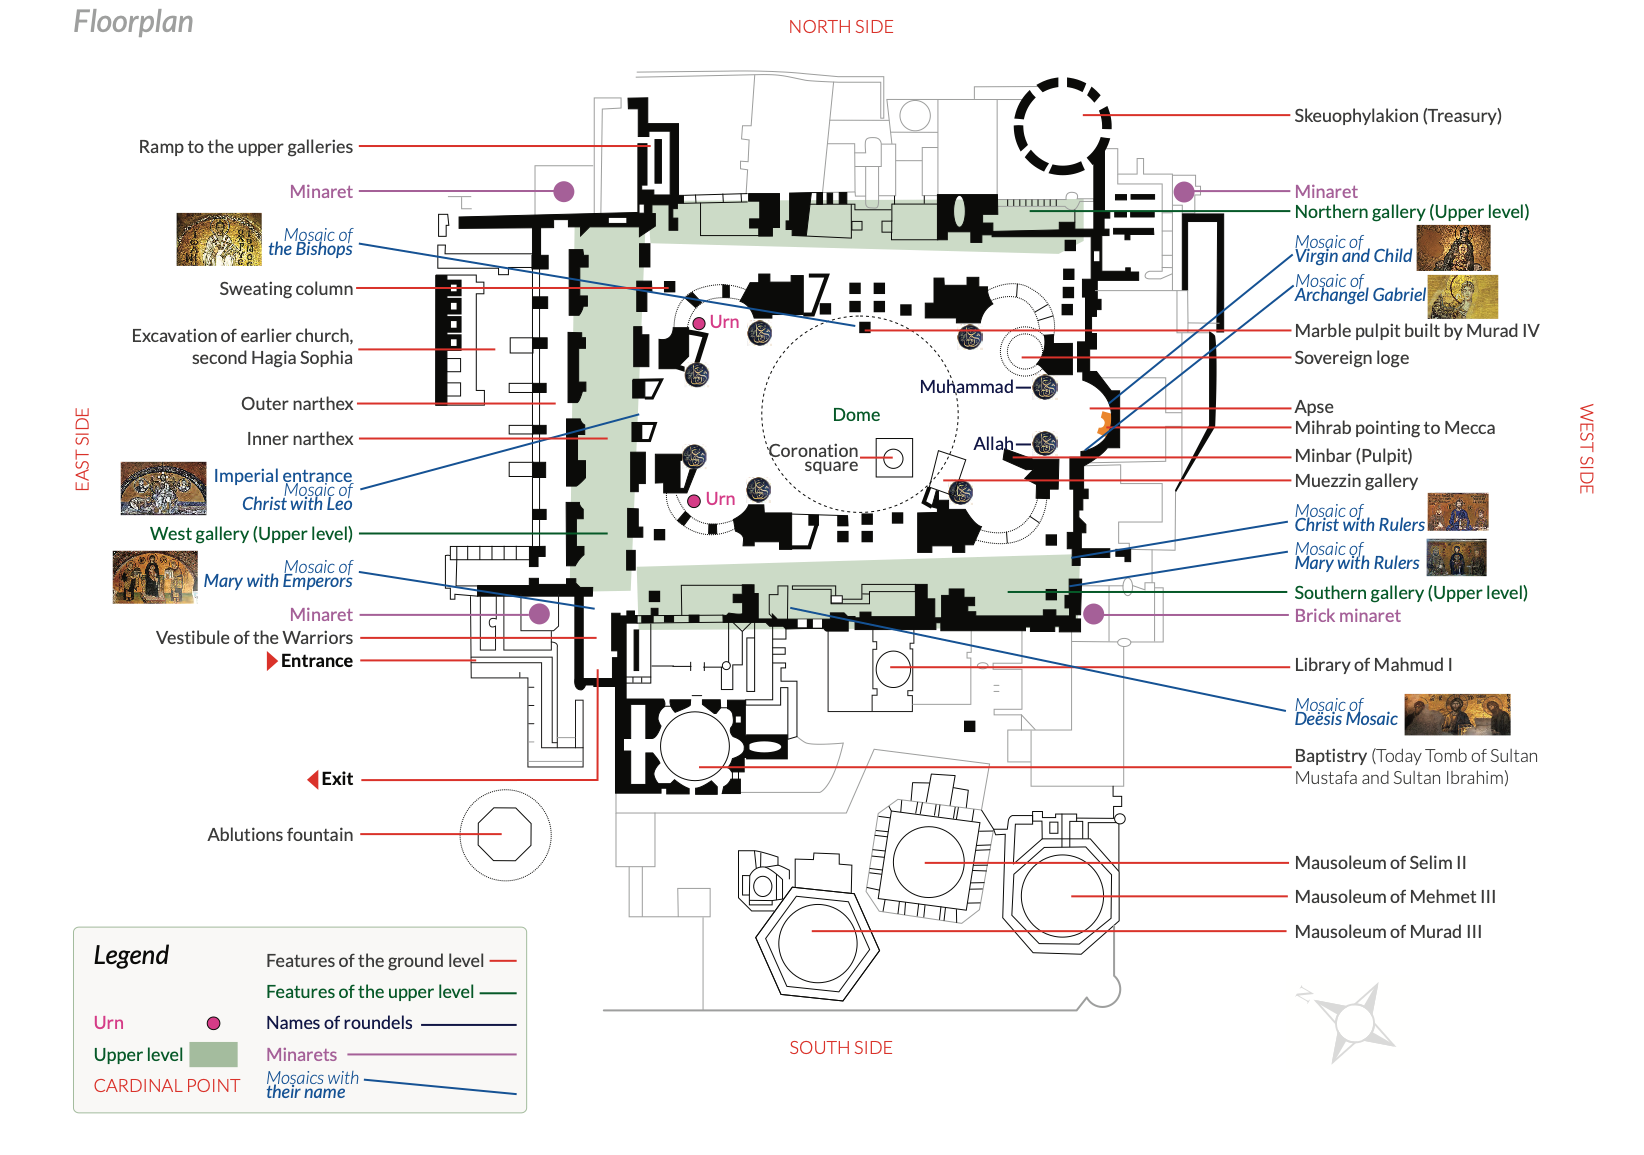 Floorplan
NORTH SIDE
Ramp to the upper galleries
Minaret
Mosaic of
the Bishops
Sweating column
Excavation of earlier church,
second Hagia Sophia
Outer narthex
Inner narthex
EAST SIDE
Imperial entrance
Mosaic of
Christ with Leo
West gallery (Upper level)
Mosaic of
Mary with Emperors
Minaret
Vestibule of the Warriors
Entrance
Exit
Ablutions fountain
Urn
Muhammad
Dome
Allah
Coronation
square
Urn
Skeuophylakion (Treasury)
Minaret
Northern gallery (Upper level)
Mosaic of
Virgin and Child
Mosaic of
Archangel Gabriel
Marble pulpit built by Murad IV
Sovereign loge
Apse
Mihrab pointing to Mecca
Minbar (Pulpit)
Muezzin gallery
WEST SIDE
Mosaic of
Christ with Rulers
Mosaic of
Mary with Rulers
Southern gallery (Upper level)
Brick minaret
Library of Mahmud I
Mosaic of
Deësis Mosaic
Baptistry (Today Tomb of Sultan
Mustafa and Sultan Ibrahim)
Mausoleum of Selim II
Mausoleum of Mehmet III
Mausoleum of Murad III
Legend
Features of the ground level
Features of the upper level
Urn
Names of roundels
Upper level
Minarets
CARDINAL POINT
Mosaics with
their name
SOUTH SIDE
N